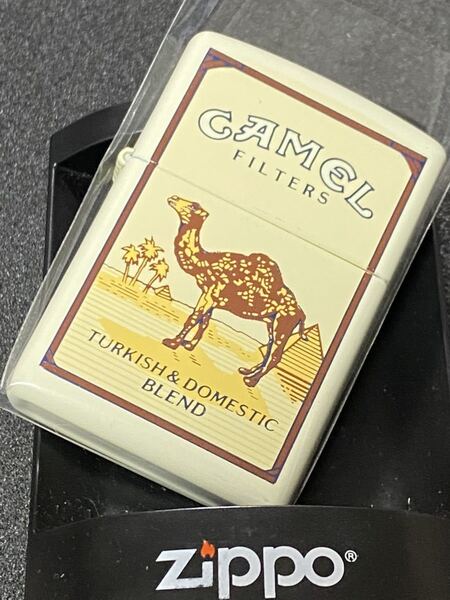 CAMEL
FILTERS
TURKISH & DOMESTIC
BLEND
zippo®